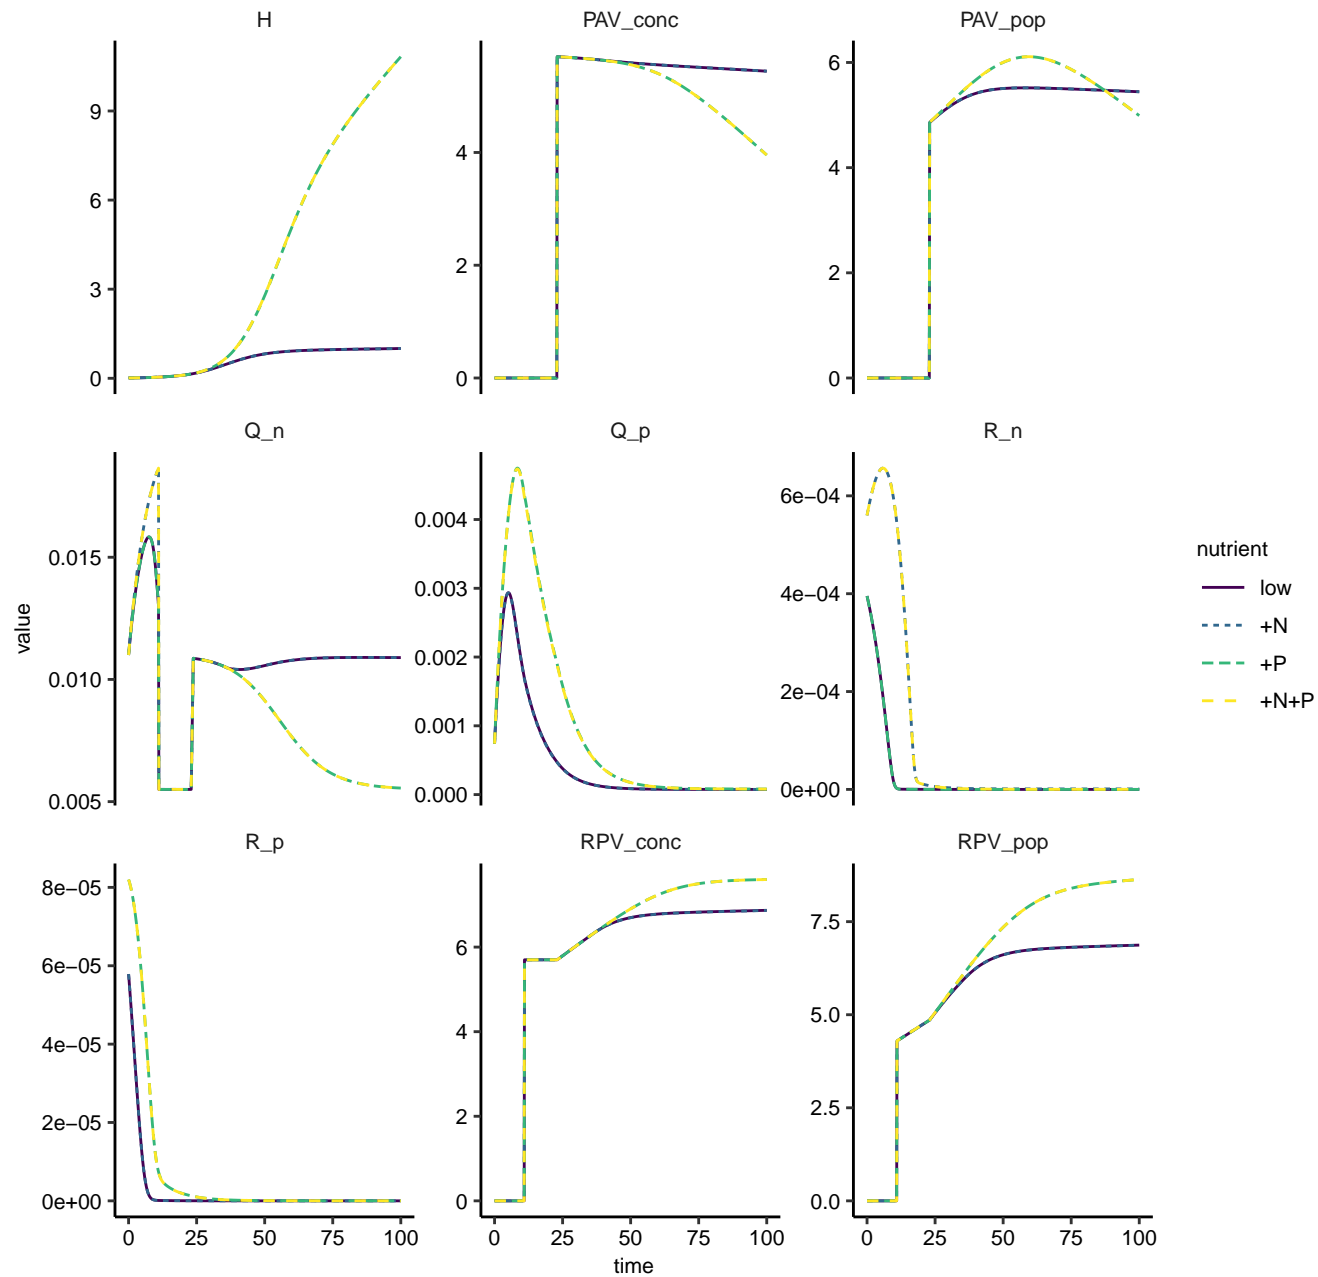 H
PAV_conc
PAV_pop
9
6
3
0
4
2
0
6
4
2
0
Q_n
Q_p
R_n
0.015
0.010
0.005
0.004
0.003
0.002
0.001
0.000
6e−04
4e−04
2e−04
0e+00
value
nutrient
low
+N
+P
+N+P
R_p
RPV_conc
RPV_pop
8e−05
6e−05
4e−05
2e−05
0e+00
6
4
2
0
7.5
5.0
2.5
0.0
0 25 50 75 100
0 25 50 75 100
0 25 50 75 100
time